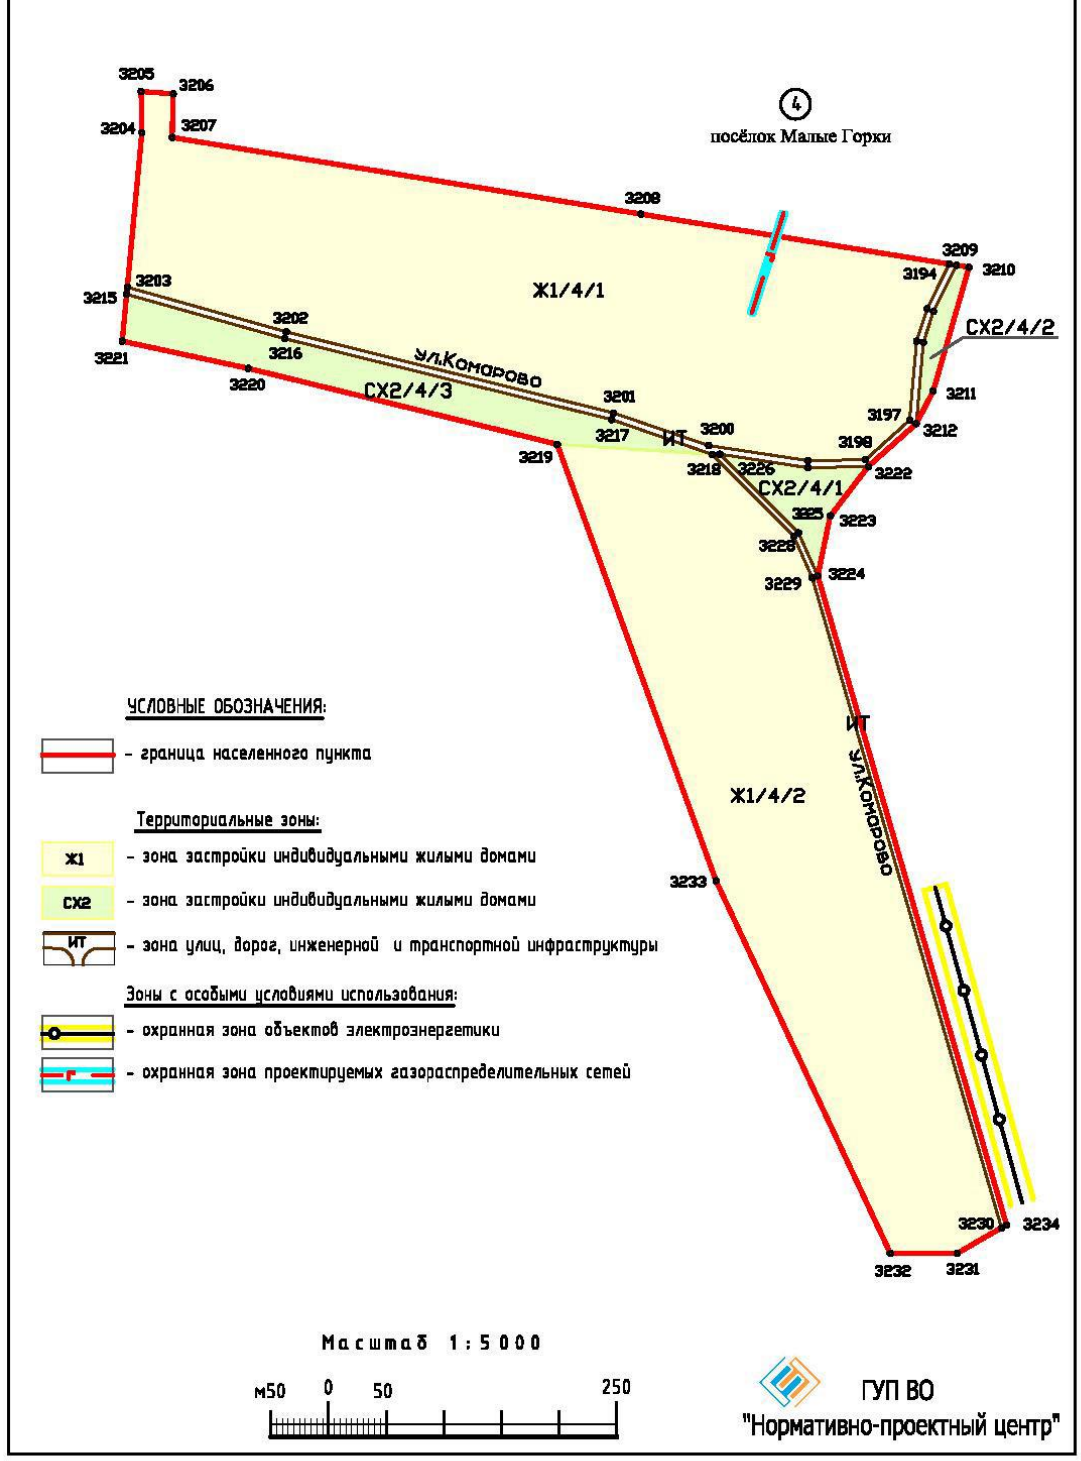 3205
3206
4
3204
3207
посёлок Малые Горки
3208
3209
3194
3210
3203
3215
Ж1/4/1
3202
СХ2/4/2
3221
3216
ул.Комарово
3220
СХ2/4/3
3211
3201
3197
3217
3212
ИТ
3200
3198
3219
3218
3226
3222
СХ2/4/1
3225
3223
3228
3229
3224
УСЛОВНЫЕ ОБОЗНАЧЕНИЯ:
- граница населенного пункта
ИТ
ул.Комарово
Ж1/4/2
Территориальные зоны:
Ж1 - зона застройки индивидуальными жилыми домами
3233
СХ2 - зона застройки индивидуальными жилыми домами
ИТ - зона улиц, дорог, инженерной и транспортной инфраструктуры
Зоны с особыми условиями использования:
- охранная зона объектов электроэнергетики
Г - охранная зона проектируемых газораспределительных сетей
3230
3234
3232
3231
Масштаб 1:5000
м50 0 50 250
ГУП ВО
"Нормативно-проектный центр"